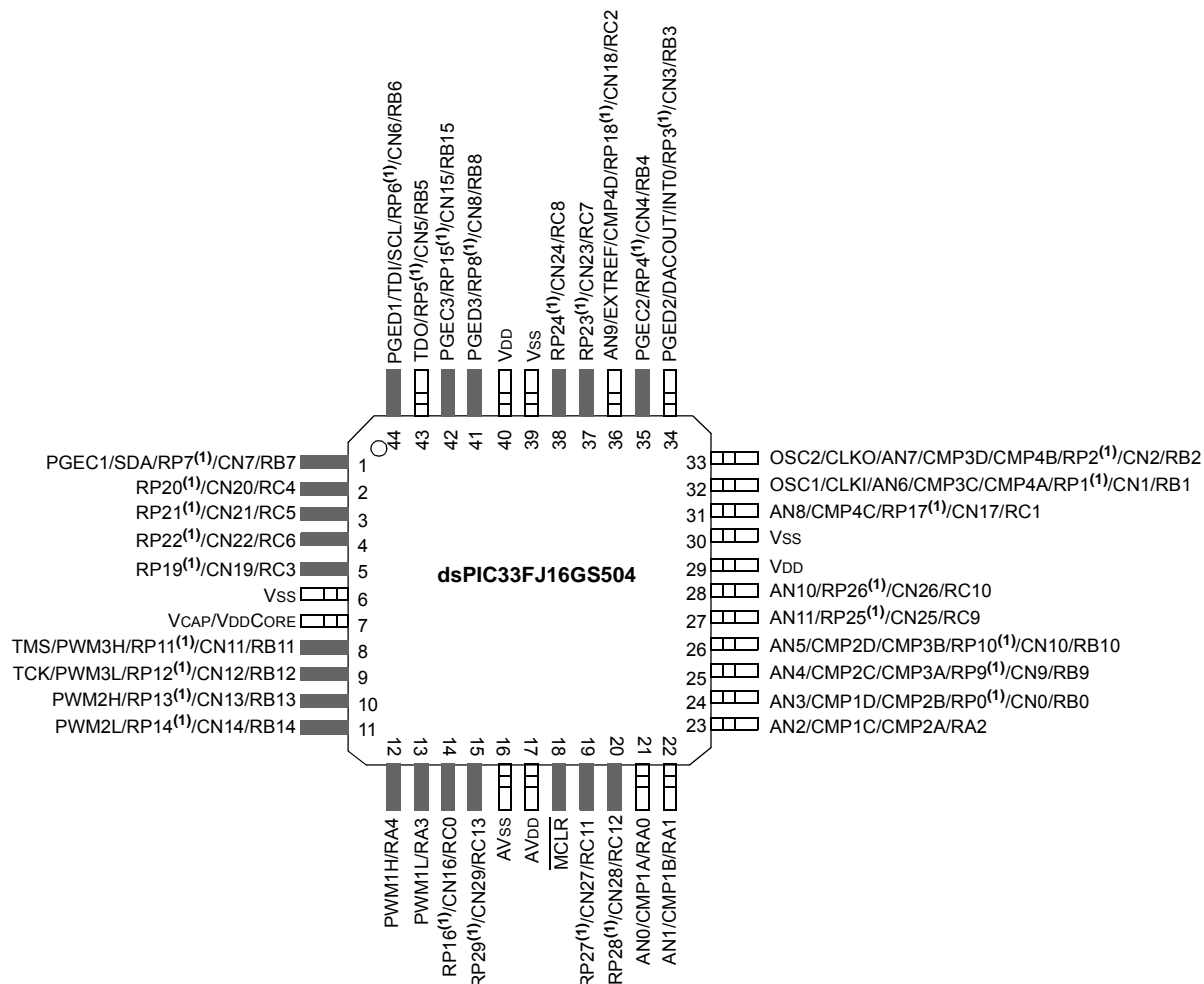 PGED1/TDI/SCL/RP6(1)/CN6/RB6
TDO/RP5(1)/CN5/RB5
PGEC3/RP15(1)/CN15/RB15
PGED3/RP8(1)/CN8/RB8
VDD
VSS
RP24(1)/CN24/RC8
RP23(1)/CN23/RC7
AN9/EXTREF/CMP4D/RP18(1)/CN18/RC2
PGEC2/RP4(1)/CN4/RB4
PGED2/DACOUT/INT0/RP3(1)/CN3/RB3
44 43 42 41 40 39 38 37 36 35 34
PGEC1/SDA/RP7(1)/CN7/RB7 1
RP20(1)/CN20/RC4 2
RP21(1)/CN21/RC5 3
RP22(1)/CN22/RC6 4
RP19(1)/CN19/RC3 5
VSS 6
VCAP/VDDCORE 7
TMS/PWM3H/RP11(1)/CN11/RB11 8
TCK/PWM3L/RP12(1)/CN12/RB12 9
PWM2H/RP13(1)/CN13/RB13 10
PWM2L/RP14(1)/CN14/RB14 11
dsPIC33FJ16GS504
33 OSC2/CLKO/AN7/CMP3D/CMP4B/RP2(1)/CN2/RB2
32 OSC1/CLKI/AN6/CMP3C/CMP4A/RP1(1)/CN1/RB1
31 AN8/CMP4C/RP17(1)/CN17/RC1
30 VSS
29 VDD
28 AN10/RP26(1)/CN26/RC10
27 AN11/RP25(1)/CN25/RC9
26 AN5/CMP2D/CMP3B/RP10(1)/CN10/RB10
25 AN4/CMP2C/CMP3A/RP9(1)/CN9/RB9
24 AN3/CMP1D/CMP2B/RP0(1)/CN0/RB0
23 AN2/CMP1C/CMP2A/RA2
12 13 14 15 16 17 18 19 20 21 22
PWM1H/RA4
PWM1L/RA3
RP16(1)/CN16/RC0
RP29(1)/CN29/RC13
AVSS
AVDD
MCLR
RP27(1)/CN27/RC11
RP28(1)/CN28/RC12
AN0/CMP1A/RA0
AN1/CMP1B/RA1